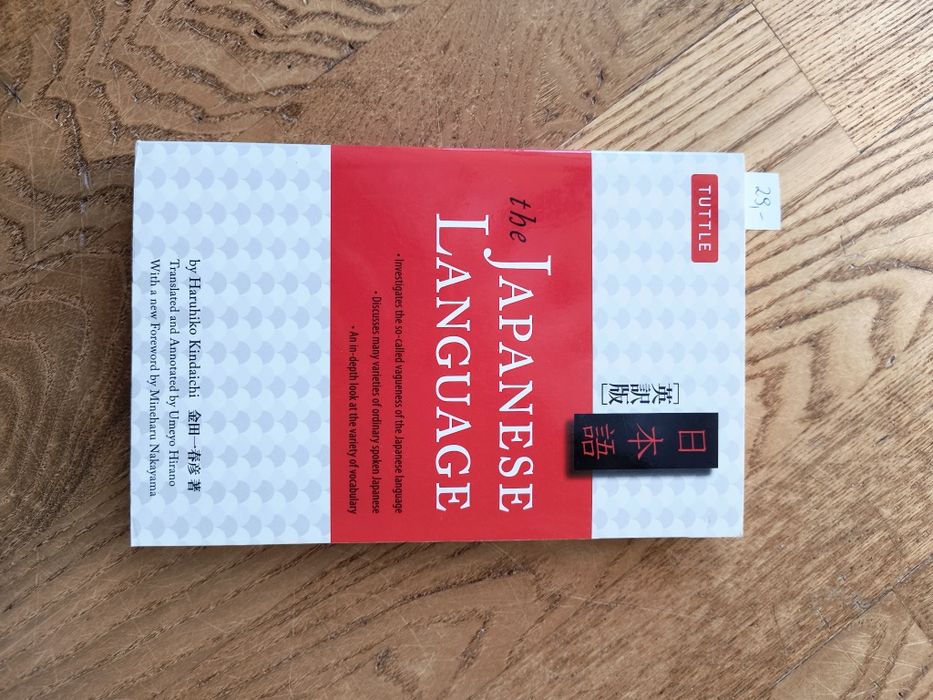 29,-
TUTTLE
[英訳版]
日本語
the
JAPANESE
LANGUAGE
• Investigates the so-called vagueness of the Japanese language
• Discusses many varieties of ordinary spoken Japanese
• An in-depth look at the variety of vocabulary
by Haruhiko Kindaichi 金田一春彦 著
Translated and Annotated by Umeyo Hirano
With a new Foreword by Mineharu Nakayama